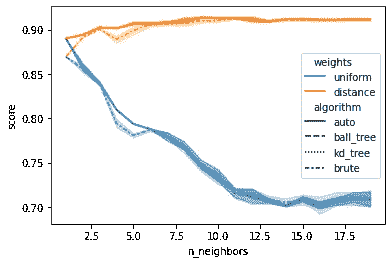 0.90
0.85
0.80
0.75
0.70
score
2.5
5.0
7.5
10.0
12.5
15.0
17.5
n_neighbors
weights
uniform
distance
algorithm
auto
ball_tree
kd_tree
brute